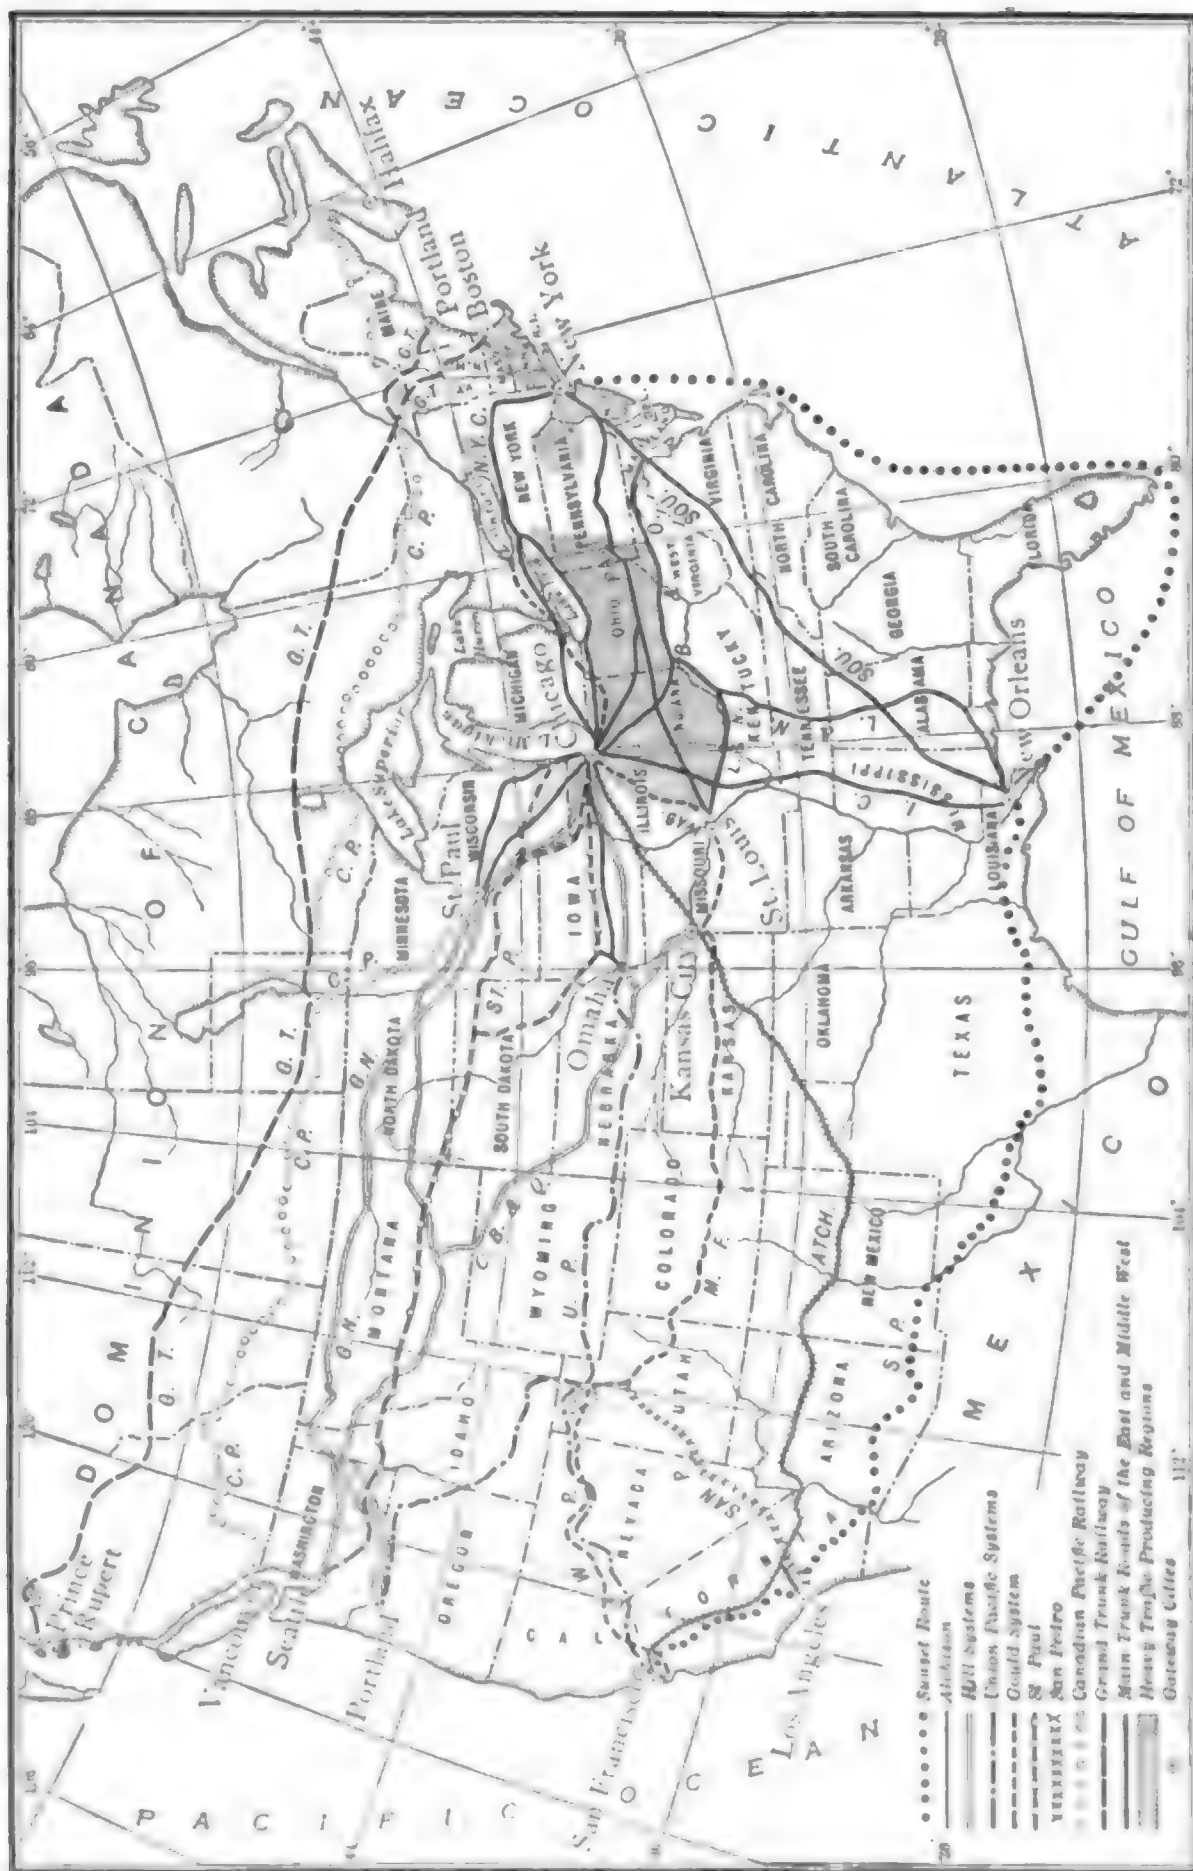 DOMINION OF CANADA
PACIFIC OCEAN
ATLANTIC OCEAN
GULF OF MEXICO
MEXICO
Prince Rupert
Seattle
Portland
San Francisco
Los Angeles
St. Paul
Omaha
Kansas City
St. Louis
Chicago
New Orleans
New York
Boston
Portland
Halifax
WASHINGTON
OREGON
CAL
NEVADA
IDAHO
MONTANA
WYOMING
UTAH
ARIZONA
COLORADO
NEW MEXICO
NORTH DAKOTA
SOUTH DAKOTA
NEBRASKA
KANSAS
OKLAHOMA
TEXAS
MINNESOTA
IOWA
MISSOURI
ARKANSAS
LOUISIANA
WISCONSIN
ILLINOIS
MICHIGAN
INDIANA
OHIO
KENTUCKY
TENNESSEE
MISSISSIPPI
ALABAMA
GEORGIA
FLORIDA
SOUTH CAROLINA
NORTH CAROLINA
VIRGINIA
WEST VIRGINIA
PENNSYLVANIA
NEW YORK
MAINE
Lake Superior
G. T.
G. T.
G. T.
G. T.
C. P.
C. P.
C. P.
C. P.
G. N.
G. N.
ST. P.
C. B. &
U. P.
W. P.
M. P.
S. P.
SAN P.
ATCH.
WAB.
N. Y. C.
SOU.
SOU.
Sunset Route
Atchison
Hill Systems
Union Pacific Systems
Gould System
St Paul
San Pedro
Canadian Pacific Railway
Grand Trunk Railway
Main Trunk Roads of the East and Middle West
Heavy Traffic Producing Regions
Gateway Cities